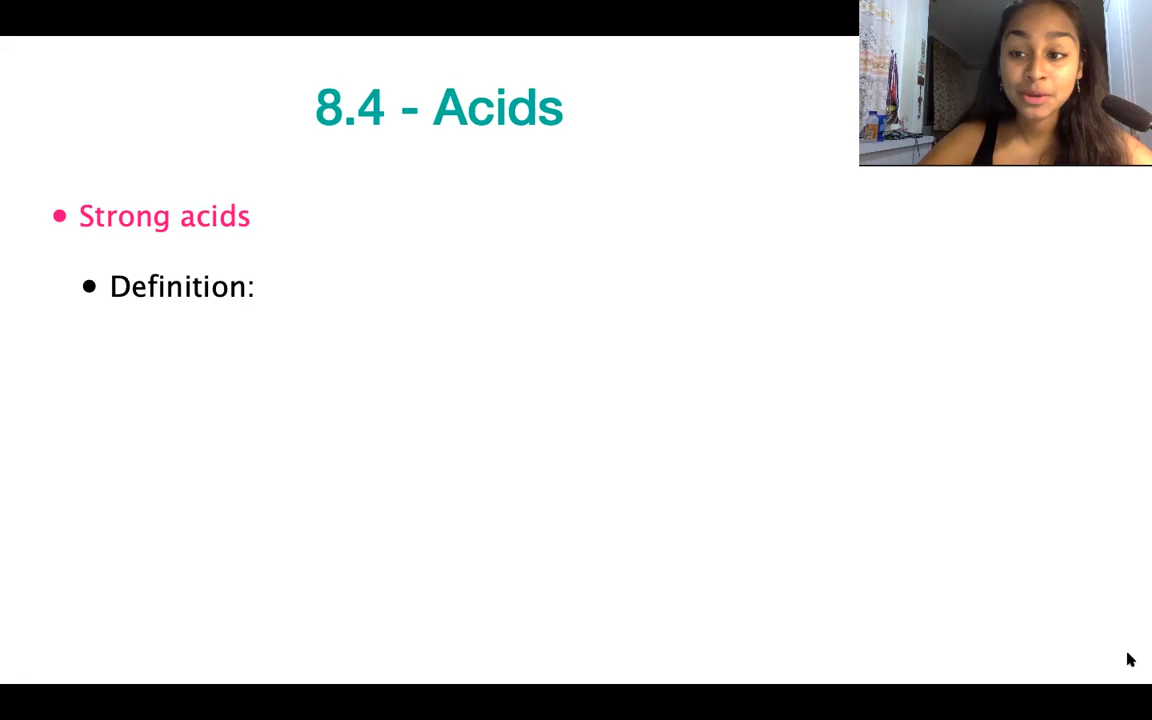 8.4 - Acids
• Strong acids
• Definition: